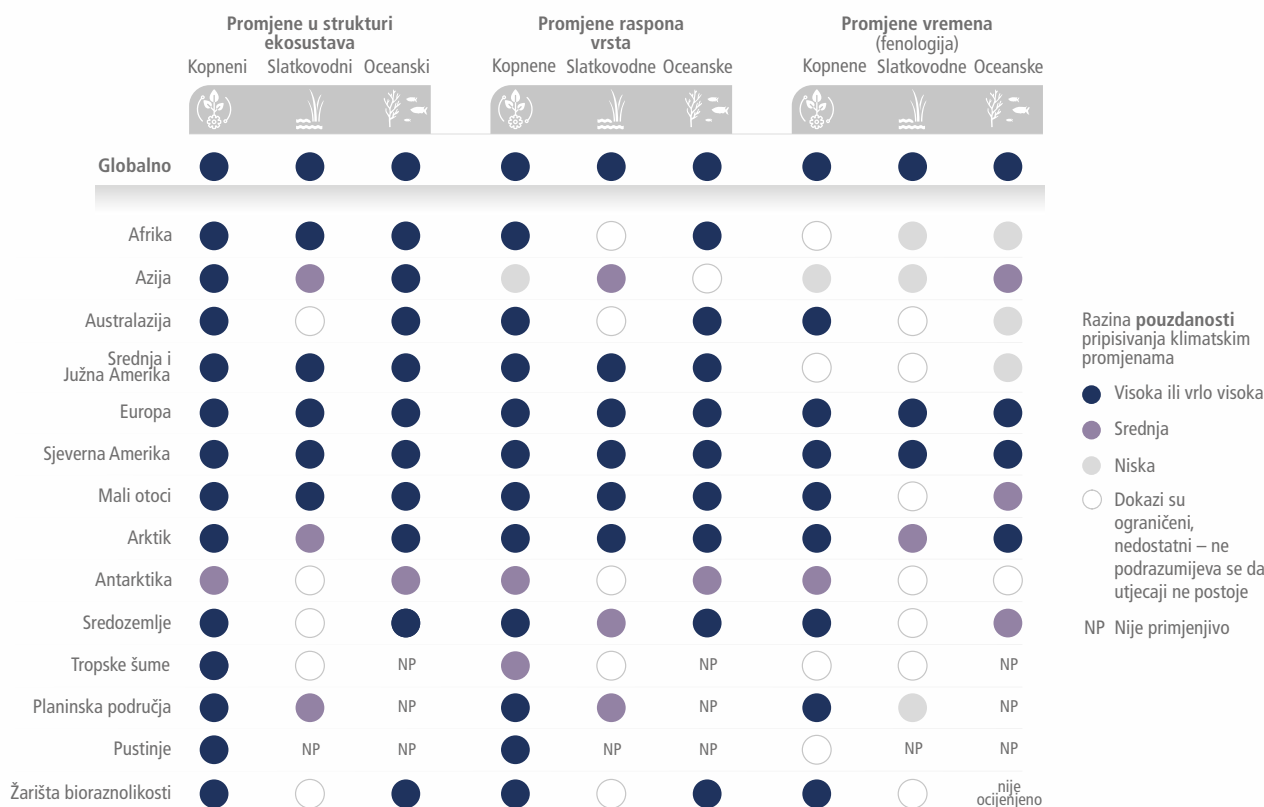 Promjene u strukturi
ekosustava
Kopneni Slatkovodni Oceanski
Promjene raspona
vrsta
Kopnene Slatkovodne Oceanske
Promjene vremena
(fenologija)
Kopnene Slatkovodne Oceanske
Globalno
Afrika
Azija
Australazija
Srednja i
Južna Amerika
Europa
Sjeverna Amerika
Mali otoci
Arktik
Antarktika
Sredozemlje
Tropske šume NP NP NP
Planinska područja NP NP NP
Pustinje NP NP NP NP NP NP
Žarišta bioraznolikosti nije
ocijenjeno
Razina pouzdanosti
pripisivanja klimatskim
promjenama
Visoka ili vrlo visoka
Srednja
Niska
Dokazi su
ograničeni,
nedostatni – ne
podrazumijeva se da
utjecaji ne postoje
NP Nije primjenjivo